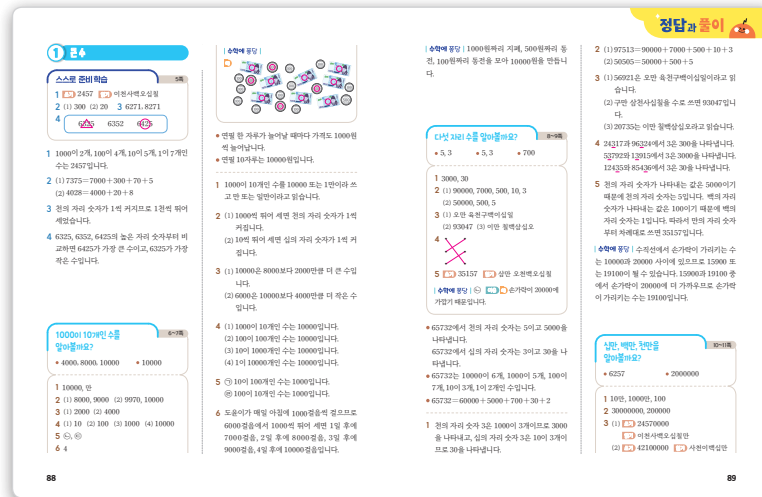 정답과 풀이
1 큰 수
스스로 준비 학습
5쪽
1 2457 이천사백오십칠
2 (1) 300 (2) 20 3 6271, 8271
4 6325 6352 6425
1 1000이 2개, 100이 4개, 10이 5개, 1이 7개인
수는 2457입니다.
2 (1) 7375=7000+300+70+5
(2) 4028=4000+20+8
3 천의 자리 숫자가 1씩 커지므로 1천씩 뛰어
세었습니다.
4 6325, 6352, 6425의 높은 자리 숫자부터 비
교하면 6425가 가장 큰 수이고, 6325가 가장
작은 수입니다.
1000이 10개인 수를
알아볼까요?
6~7쪽
• 4000, 8000, 10000 • 10000
1 10000, 만
2 (1) 8000, 9000 (2) 9970, 10000
3 (1) 2000 (2) 4000
4 (1) 10 (2) 100 (3) 1000 (4) 10000
5 ㉡, ㉢
6 4
88
| 수학에 퐁당 |
• 연필 한 자루가 늘어날 때마다 가격도 1000원
씩 늘어납니다.
• 연필 10자루는 10000원입니다.
1 1000이 10개인 수를 10000 또는 1만이라 쓰
고 만 또는 일만이라고 읽습니다.
2 (1) 1000씩 뛰어 세면 천의 자리 숫자가 1씩
커집니다.
(2) 10씩 뛰어 세면 십의 자리 숫자가 1씩 커
집니다.
3 (1) 10000은 8000보다 2000만큼 더 큰 수입
니다.
(2) 6000은 10000보다 4000만큼 더 작은 수
입니다.
4 (1) 1000이 10개인 수는 10000입니다.
(2) 100이 100개인 수는 10000입니다.
(3) 10이 1000개인 수는 10000입니다.
(4) 1이 10000개인 수는 10000입니다.
5 ㉠ 10이 100개인 수는 1000입니다.
㉣ 100이 10개인 수는 1000입니다.
6 도윤이가 매일 아침에 1000걸음씩 걸으므로
6000걸음에서 1000씩 뛰어 세면 1일 후에
7000걸음, 2일 후에 8000걸음, 3일 후에
9000걸음, 4일 후에 10000걸음입니다.
| 수학에 퐁당 | 1000원짜리 지폐, 500원짜리 동
전, 100원짜리 동전을 모아 10000원을 만듭니
다.
다섯 자리 수를 알아볼까요?
8~9쪽
• 5, 3 • 5, 3 • 700
1 3000, 30
2 (1) 90000, 7000, 500, 10, 3
(2) 50000, 500, 5
3 (1) 오만 육천구백이십일
(2) 93047 (3) 이만 칠백삼십오
4
5 35157 삼만 오천백오십칠
| 수학에 퐁당 | ㉡ 손가락이 20000에
가깝기 때문입니다.
• 65732에서 천의 자리 숫자는 5이고 5000을
나타냅니다.
65732에서 십의 자리 숫자는 3이고 30을 나
타냅니다.
• 65732는 10000이 6개, 1000이 5개, 100이
7개, 10이 3개, 1이 2개인 수입니다.
• 65732=60000+5000+700+30+2
1 천의 자리 숫자 3은 1000이 3개이므로 3000
을 나타내고, 십의 자리 숫자 3은 10이 3개이
므로 30을 나타냅니다.
2 (1) 97513=90000+7000+500+10+3
(2) 50505=50000+500+5
3 (1) 56921은 오만 육천구백이십일이라고 읽
습니다.
(2) 구만 삼천사십칠을 수로 쓰면 93047입니
다.
(3) 20735는 이만 칠백삼십오라고 읽습니다.
4 24317과 96324에서 3은 300을 나타냅니다.
53792와 13915에서 3은 3000을 나타냅니다.
12435와 85436에서 3은 30을 나타냅니다.
5 천의 자리 숫자가 나타내는 값은 5000이기
때문에 천의 자리 숫자는 5입니다. 백의 자리
숫자가 나타내는 값은 100이기 때문에 백의
자리 숫자는 1입니다. 따라서 만의 자리 숫자
부터 차례대로 쓰면 35157입니다.
| 수학에 퐁당 | 수직선에서 손가락이 가리키는 수
는 10000과 20000 사이에 있으므로 15900 또
는 19100이 될 수 있습니다. 15900과 19100 중
에서 손가락이 20000에 더 가까우므로 손가락
이 가리키는 수는 19100입니다.
십만, 백만, 천만을
알아볼까요?
10~11쪽
• 6257 • 2000000
1 10만, 1000만, 100
2 30000000, 200000
3 (1) 24570000
이천사백오십칠만
(2) 42100000 사천이백십만
89